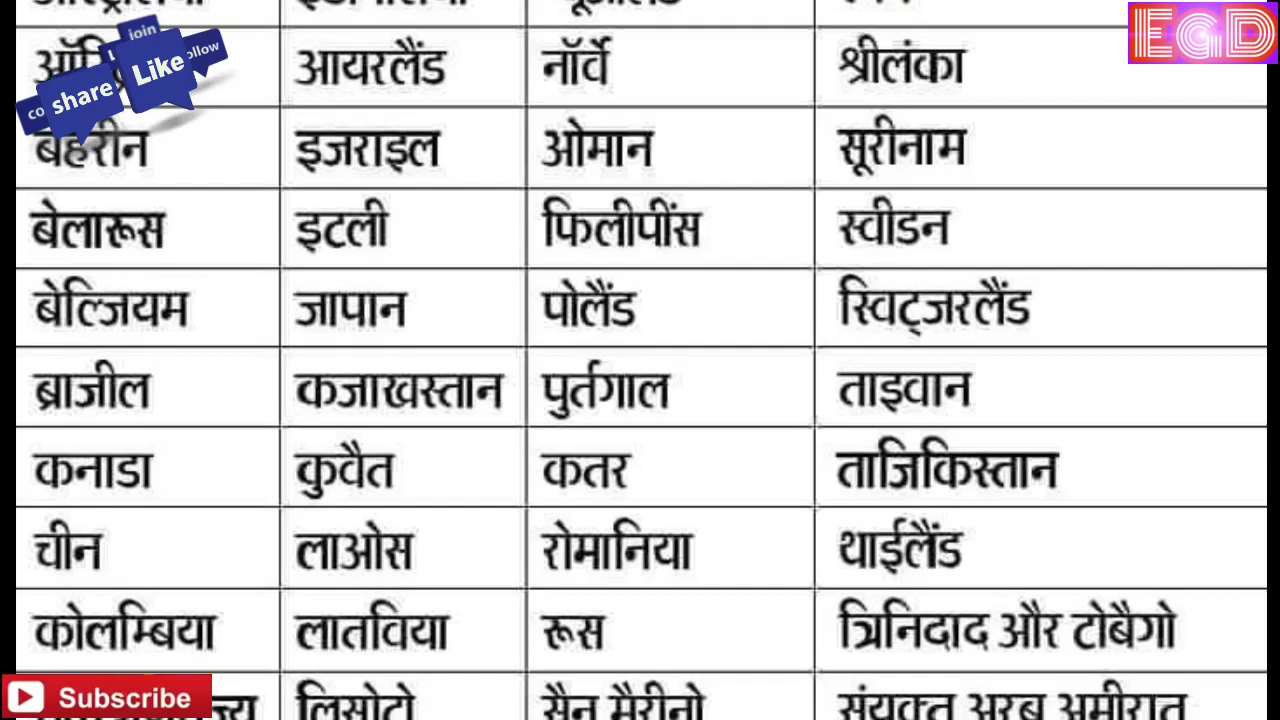 join
Like
follow
share
co
EGD
आयरलैंड नॉर्वे श्रीलंका
बहरीन इजराइल ओमान सूरीनाम
बेलारूस इटली फिलीपींस स्वीडन
बेल्जियम जापान पोलैंड स्विट्जरलैंड
ब्राजील कजाखस्तान पुर्तगाल ताइवान
कनाडा कुवैत कतर ताजिकिस्तान
चीन लाओस रोमानिया थाईलैंड
कोलम्बिया लातविया रूस त्रिनिदाद और टोबैगो
लिसोटो सैन मैरीनो संयुक्त अरब अमीरात
Subscribe